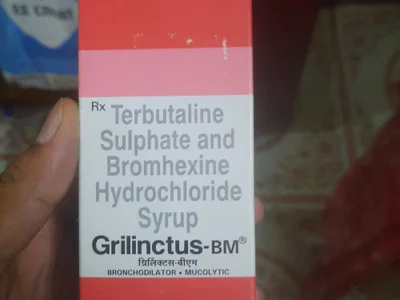 Rx Terbutaline
Sulphate and
Bromhexine
Hydrochloride
Syrup
Grilinctus-BM®
ग्रिलिंक्टस-बीएम
BRONCHODILATOR • MUCOLYTIC